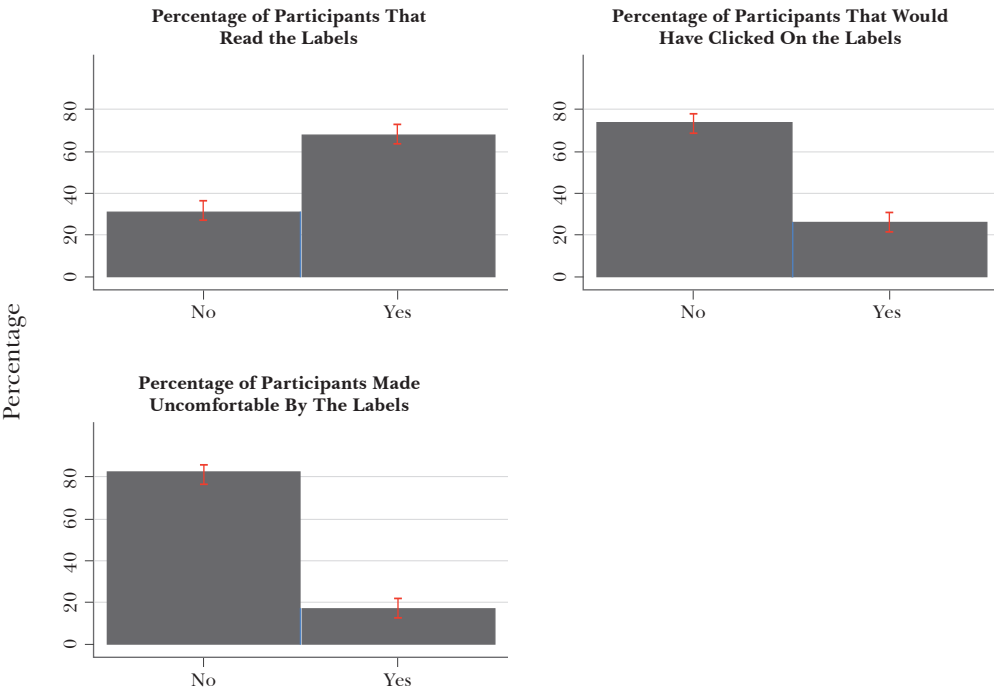 Percentage of Participants That
Read the Labels
80
60
40
20
0
No Yes
Percentage of Participants That Would
Have Clicked On the Labels
80
60
40
20
0
No Yes
Percentage
Percentage of Participants Made
Uncomfortable By The Labels
80
60
40
20
0
No Yes